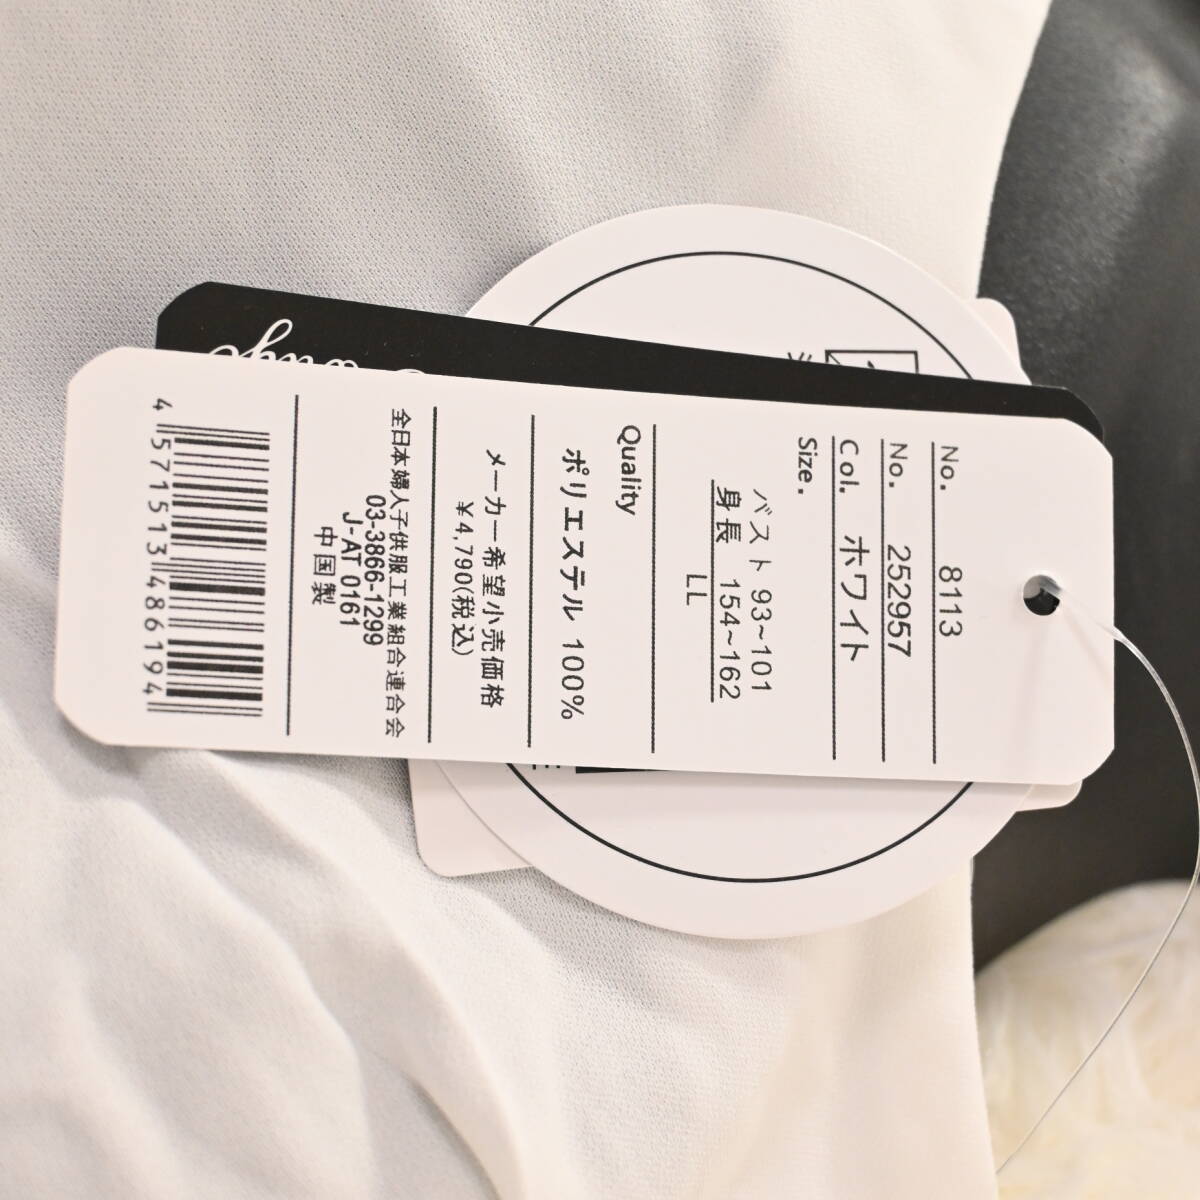 No. 8113
No. 252957
Col. ホワイト
Size.
バスト 93~101
身長 154~162
LL
Quality
ポリエステル 100%
メーカー希望小売価格
¥4,790(税込)
全日本婦人子供服工業組合連合会
03-3866-1299
J-AT 0161
中国製
4571513486194